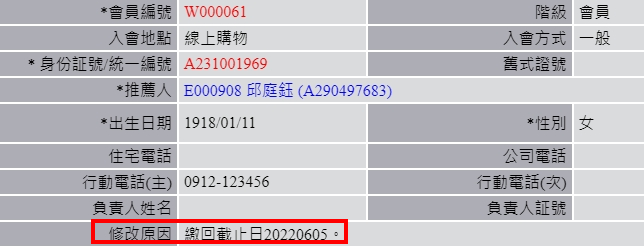 *會員編號 W000061 階級 會員
入會地點 線上購物 入會方式 一般
* 身份証號/統一編號 A231001969 舊式證號
*推薦人 E000908 邱庭鈺 (A290497683)
*出生日期 1918/01/11 *性別 女
住宅電話 公司電話
行動電話(主) 0912-123456 行動電話(次)
負責人姓名 負責人証號
修改原因 繳回截止日20220605。